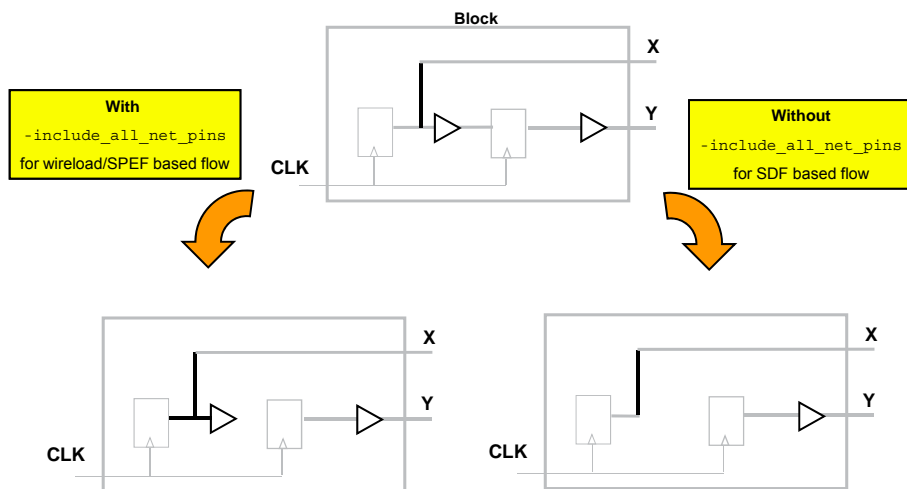 Block
X
With
-include_all_net_pins
for wireload/SPEF based flow
Y
Without
-include_all_net_pins
for SDF based flow
CLK
X
Y
CLK
X
Y
CLK